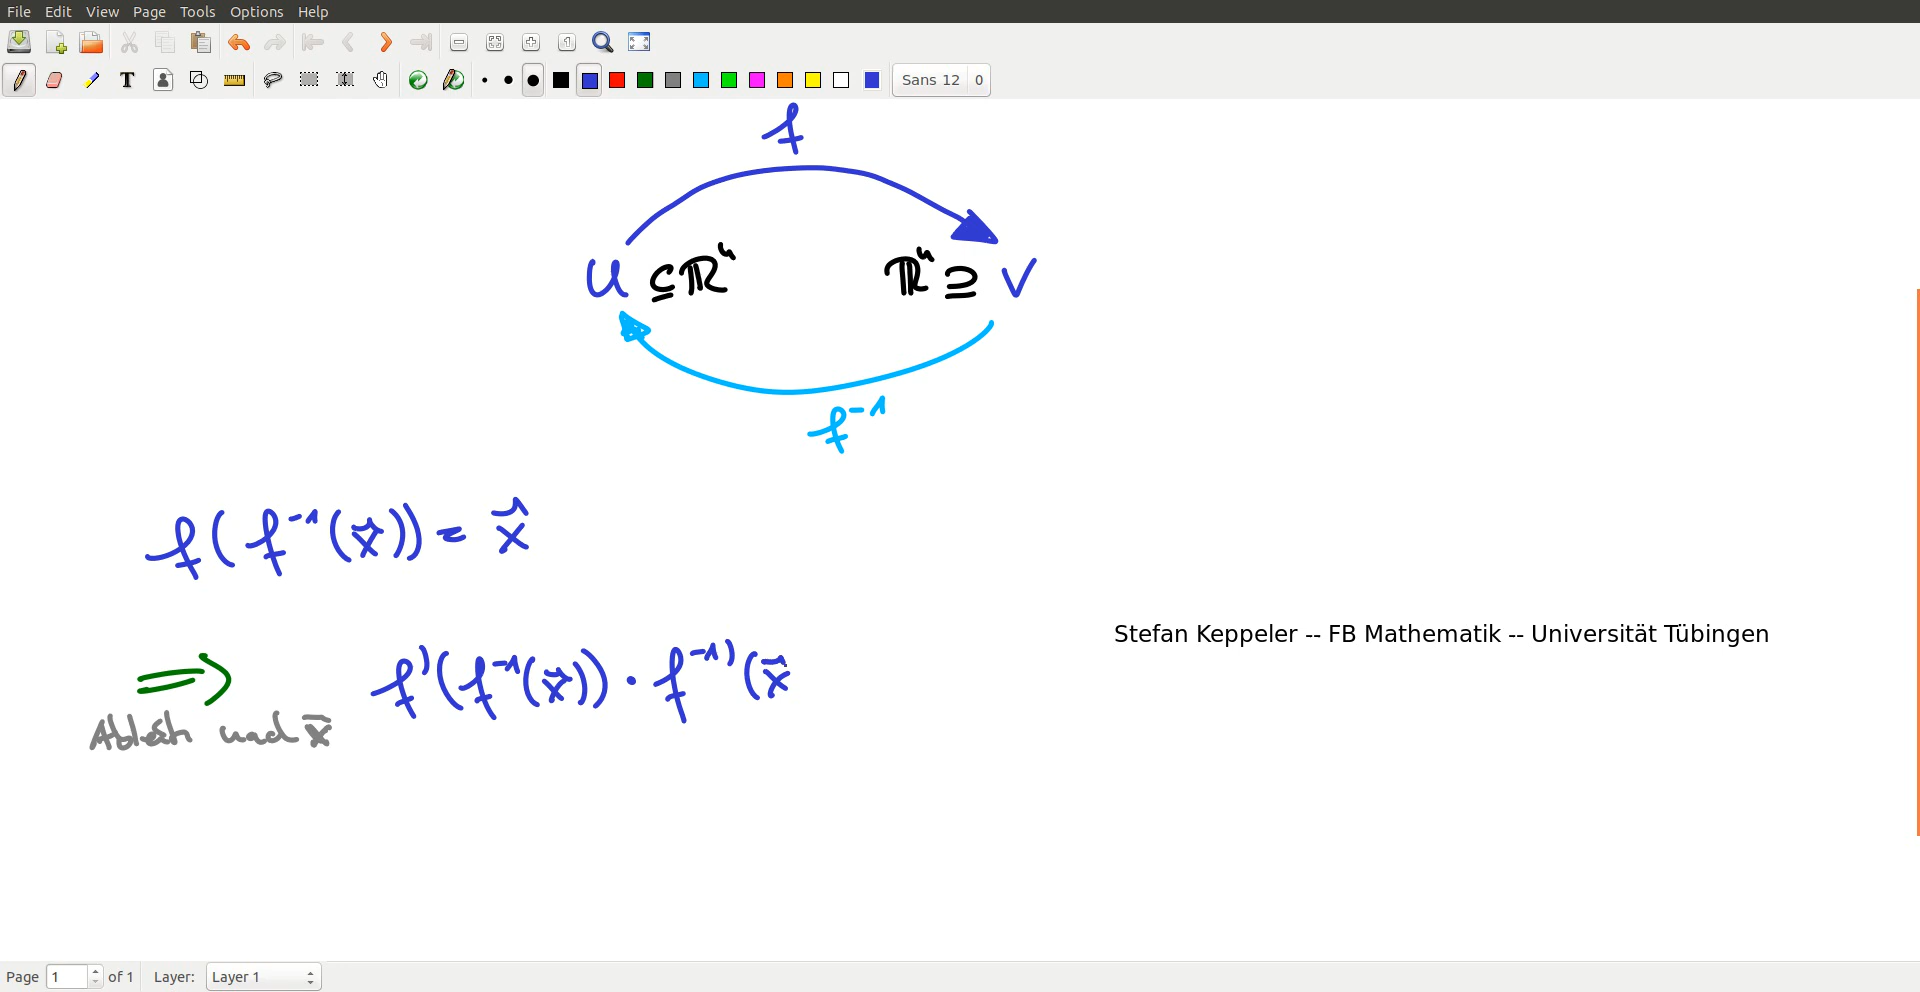 File Edit View Page Tools Options Help
Sans 12 0
f
U ⊆ ℝⁿ ℝⁿ ⊇ V
f⁻¹
f(f⁻¹(x⃗)) = x⃗
Stefan Keppeler -- FB Mathematik -- Universität Tübingen
⟹ f'(f⁻¹(x⃗)) · f⁻¹'(x⃗
nach x⃗
Page 1 of 1 Layer: Layer 1